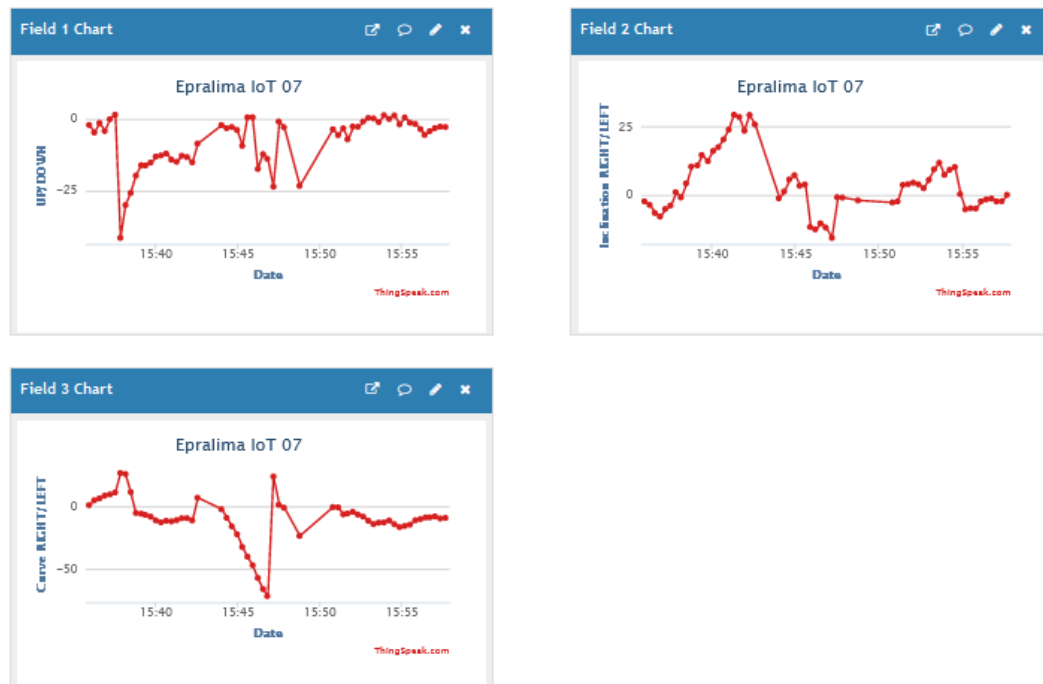 Field 1 Chart
Epralima IoT 07
UP/DOWN
0
−25
15:40 15:45 15:50 15:55
Date
ThingSpeak.com
Field 2 Chart
Epralima IoT 07
Inclination RIGHT/LEFT
25
0
15:40 15:45 15:50 15:55
Date
ThingSpeak.com
Field 3 Chart
Epralima IoT 07
Curve RIGHT/LEFT
0
−50
15:40 15:45 15:50 15:55
Date
ThingSpeak.com